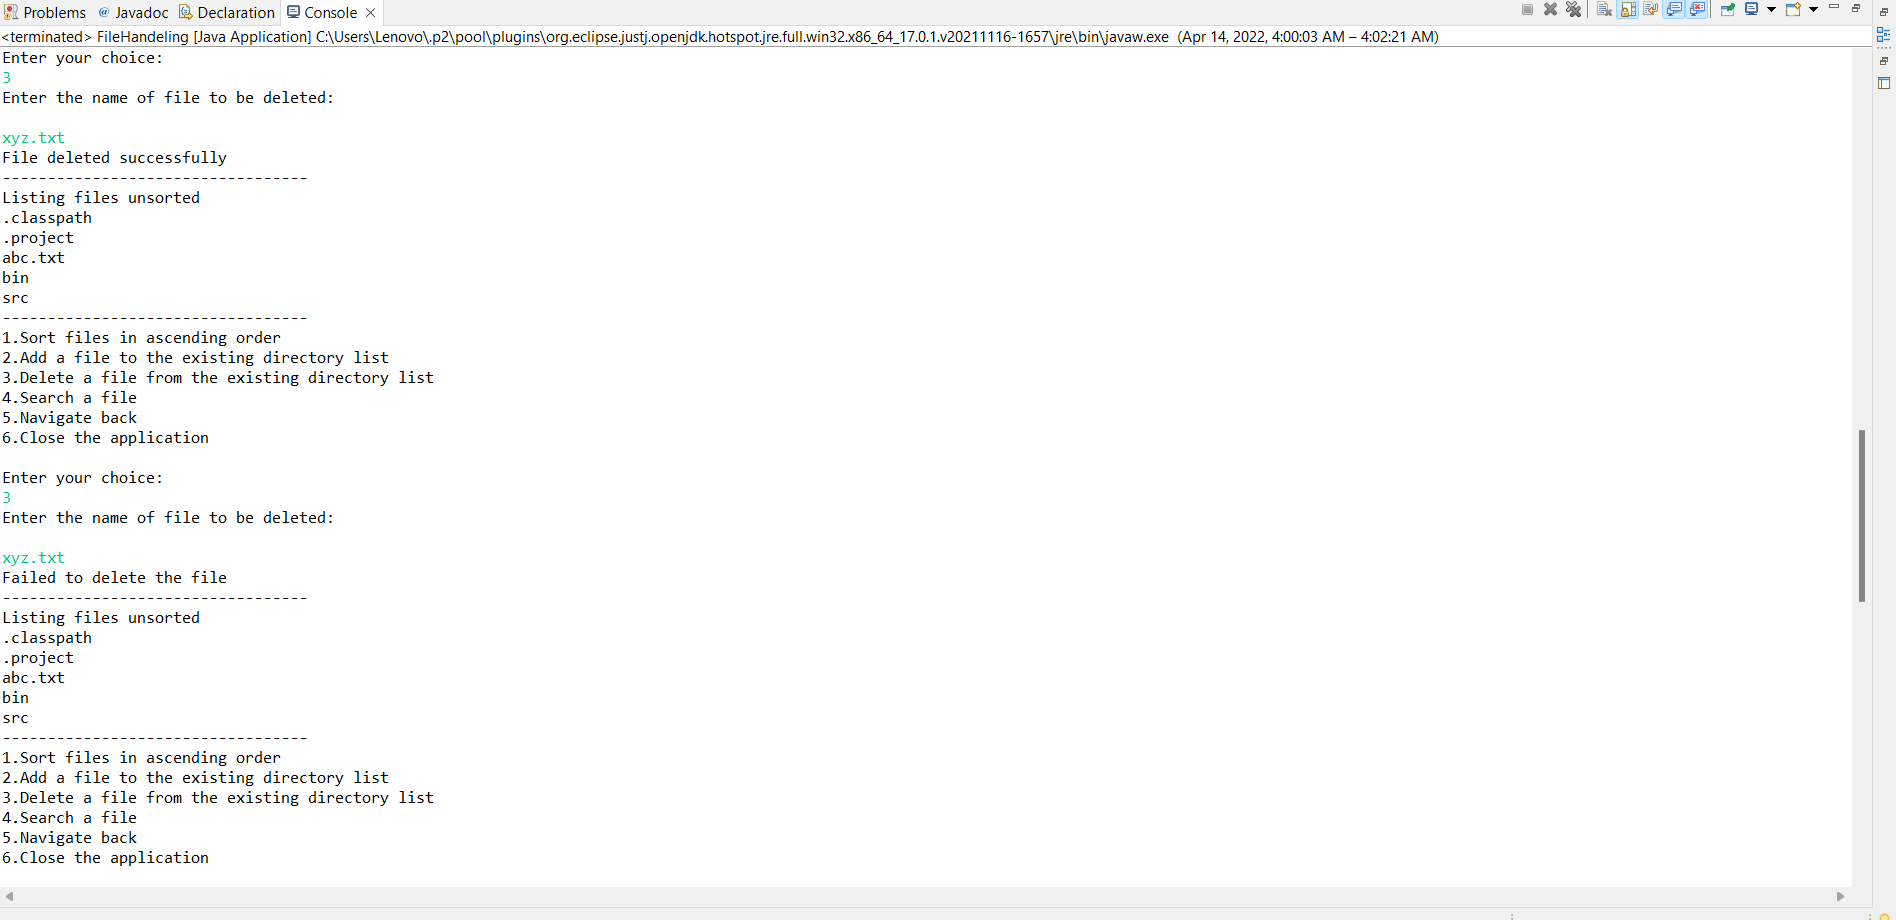 Problems @ Javadoc Declaration Console
<terminated> FileHandeling [Java Application] C:\Users\Lenovo\.p2\pool\plugins\org.eclipse.justj.openjdk.hotspot.jre.full.win32.x86_64_17.0.1.v20211116-1657\jre\bin\javaw.exe (Apr 14, 2022, 4:00:03 AM – 4:02:21 AM)
Enter your choice:
3
Enter the name of file to be deleted:
xyz.txt
File deleted successfully
----------------------------------
Listing files unsorted
.classpath
.project
abc.txt
bin
src
----------------------------------
1.Sort files in ascending order
2.Add a file to the existing directory list
3.Delete a file from the existing directory list
4.Search a file
5.Navigate back
6.Close the application
Enter your choice:
3
Enter the name of file to be deleted:
xyz.txt
Failed to delete the file
----------------------------------
Listing files unsorted
.classpath
.project
abc.txt
bin
src
----------------------------------
1.Sort files in ascending order
2.Add a file to the existing directory list
3.Delete a file from the existing directory list
4.Search a file
5.Navigate back
6.Close the application